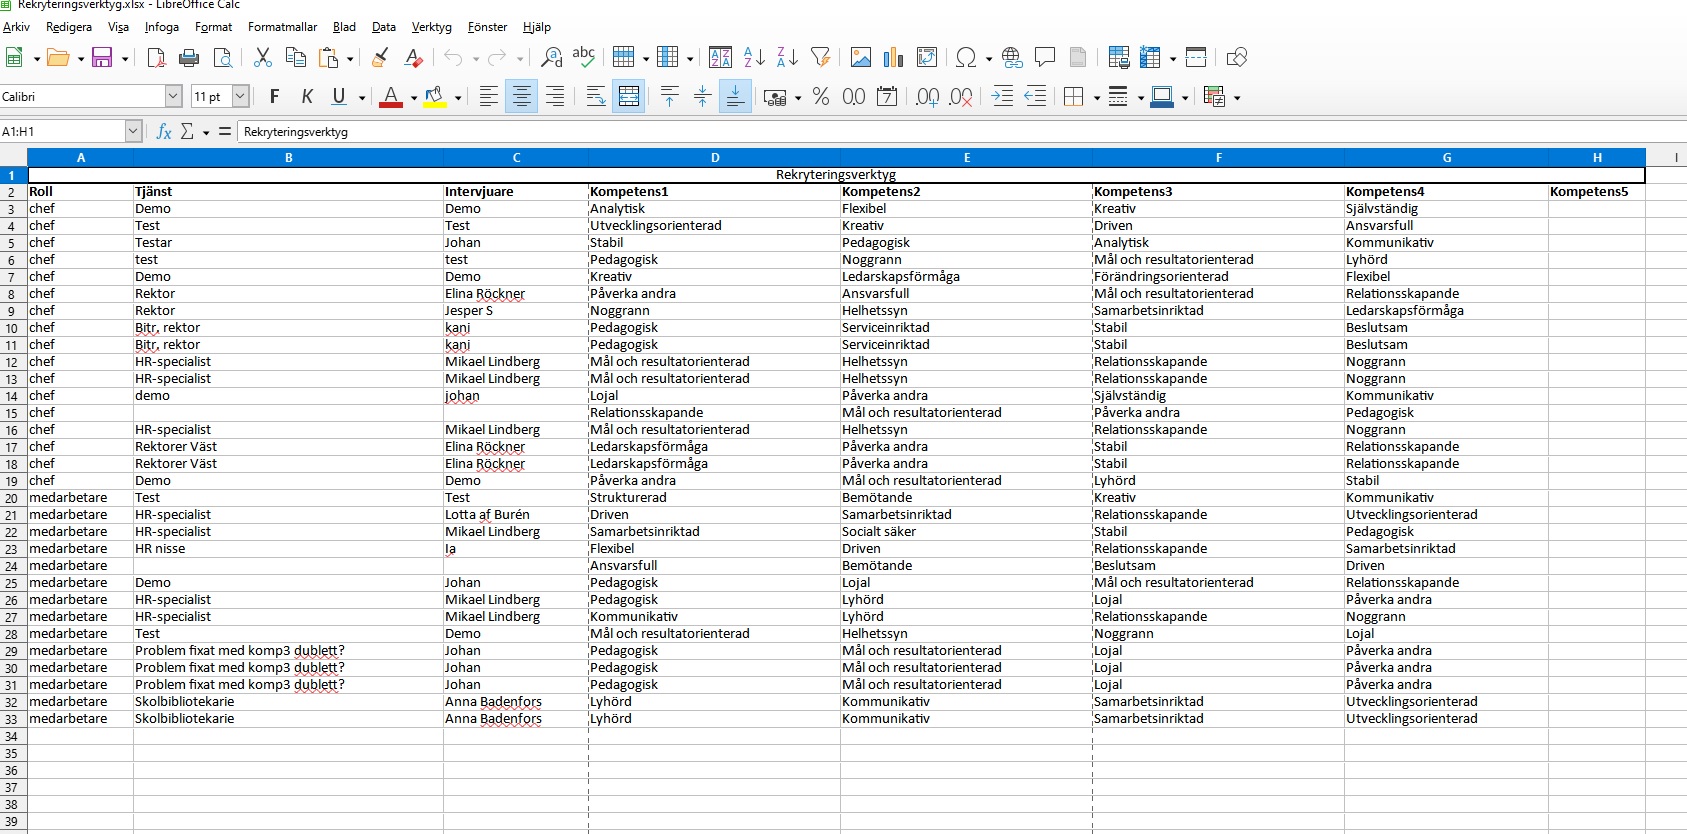 Rekryteringsverktyg.xlsx - LibreOffice Calc
Arkiv Redigera Visa Infoga Format Formatmallar Blad Data Verktyg Fönster Hjälp
Calibri 11 pt F K U
A1:H1 Rekryteringsverktyg
A B C D E F G H I
1 Rekryteringsverktyg
2 Roll Tjänst Intervjuare Kompetens1 Kompetens2 Kompetens3 Kompetens4 Kompetens5
3 chef Demo Demo Analytisk Flexibel Kreativ Självständig
4 chef Test Test Utvecklingsorienterad Kreativ Driven Ansvarsfull
5 chef Testar Johan Stabil Pedagogisk Analytisk Kommunikativ
6 chef test test Pedagogisk Noggrann Mål och resultatorienterad Lyhörd
7 chef Demo Demo Kreativ Ledarskapsförmåga Förändringsorienterad Flexibel
8 chef Rektor Elina Röckner Påverka andra Ansvarsfull Mål och resultatorienterad Relationsskapande
9 chef Rektor Jesper S Noggrann Helhetssyn Samarbetsinriktad Ledarskapsförmåga
10 chef Bitr, rektor kani Pedagogisk Serviceinriktad Stabil Beslutsam
11 chef Bitr, rektor kani Pedagogisk Serviceinriktad Stabil Beslutsam
12 chef HR-specialist Mikael Lindberg Mål och resultatorienterad Helhetssyn Relationsskapande Noggrann
13 chef HR-specialist Mikael Lindberg Mål och resultatorienterad Helhetssyn Relationsskapande Noggrann
14 chef demo johan Lojal Påverka andra Självständig Kommunikativ
15 chef Relationsskapande Mål och resultatorienterad Påverka andra Pedagogisk
16 chef HR-specialist Mikael Lindberg Mål och resultatorienterad Helhetssyn Relationsskapande Noggrann
17 chef Rektorer Väst Elina Röckner Ledarskapsförmåga Påverka andra Stabil Relationsskapande
18 chef Rektorer Väst Elina Röckner Ledarskapsförmåga Påverka andra Stabil Relationsskapande
19 chef Demo Demo Påverka andra Mål och resultatorienterad Lyhörd Stabil
20 medarbetare Test Test Strukturerad Bemötande Kreativ Kommunikativ
21 medarbetare HR-specialist Lotta af Burén Driven Samarbetsinriktad Relationsskapande Utvecklingsorienterad
22 medarbetare HR-specialist Mikael Lindberg Samarbetsinriktad Socialt säker Stabil Pedagogisk
23 medarbetare HR nisse Ia Flexibel Driven Relationsskapande Samarbetsinriktad
24 medarbetare Ansvarsfull Bemötande Beslutsam Driven
25 medarbetare Demo Johan Pedagogisk Lojal Mål och resultatorienterad Relationsskapande
26 medarbetare HR-specialist Mikael Lindberg Pedagogisk Lyhörd Lojal Påverka andra
27 medarbetare HR-specialist Mikael Lindberg Kommunikativ Lyhörd Relationsskapande Noggrann
28 medarbetare Test Demo Mål och resultatorienterad Helhetssyn Noggrann Lojal
29 medarbetare Problem fixat med komp3 dublett? Johan Pedagogisk Mål och resultatorienterad Lojal Påverka andra
30 medarbetare Problem fixat med komp3 dublett? Johan Pedagogisk Mål och resultatorienterad Lojal Påverka andra
31 medarbetare Problem fixat med komp3 dublett? Johan Pedagogisk Mål och resultatorienterad Lojal Påverka andra
32 medarbetare Skolbibliotekarie Anna Badenfors Lyhörd Kommunikativ Samarbetsinriktad Utvecklingsorienterad
33 medarbetare Skolbibliotekarie Anna Badenfors Lyhörd Kommunikativ Samarbetsinriktad Utvecklingsorienterad
34
35
36
37
38
39